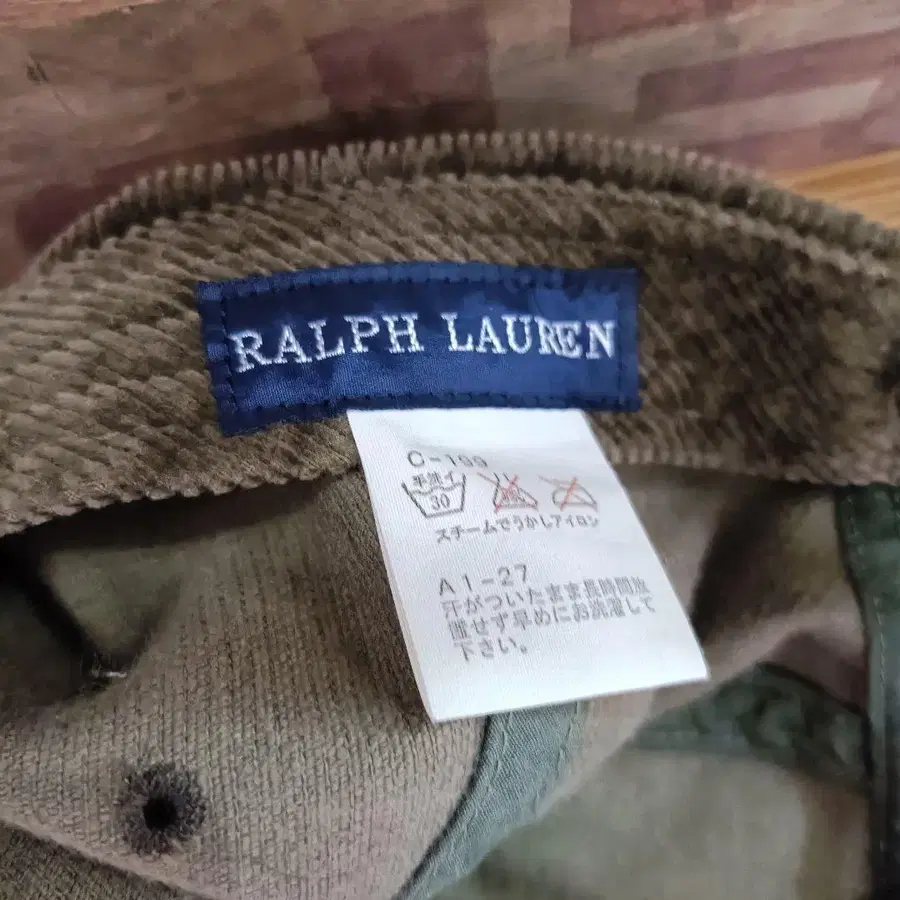 RALPH LAUREN
C-199
手洗イ
30
スチームでうかしアイロン
A1-27
汗がついたまま長時間放
置せず早めにお洗濯して
下さい。